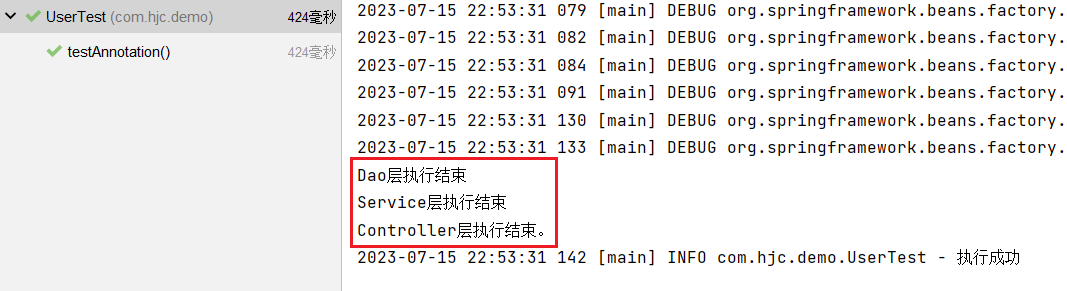 UserTest (com.hjc.demo) 424毫秒
testAnnotation() 424毫秒
2023-07-15 22:53:31 079 [main] DEBUG org.springframework.beans.factory.
2023-07-15 22:53:31 082 [main] DEBUG org.springframework.beans.factory.
2023-07-15 22:53:31 084 [main] DEBUG org.springframework.beans.factory.
2023-07-15 22:53:31 091 [main] DEBUG org.springframework.beans.factory.
2023-07-15 22:53:31 130 [main] DEBUG org.springframework.beans.factory.
2023-07-15 22:53:31 133 [main] DEBUG org.springframework.beans.factory.
Dao层执行结束
Service层执行结束
Controller层执行结束。
2023-07-15 22:53:31 142 [main] INFO com.hjc.demo.UserTest - 执行成功